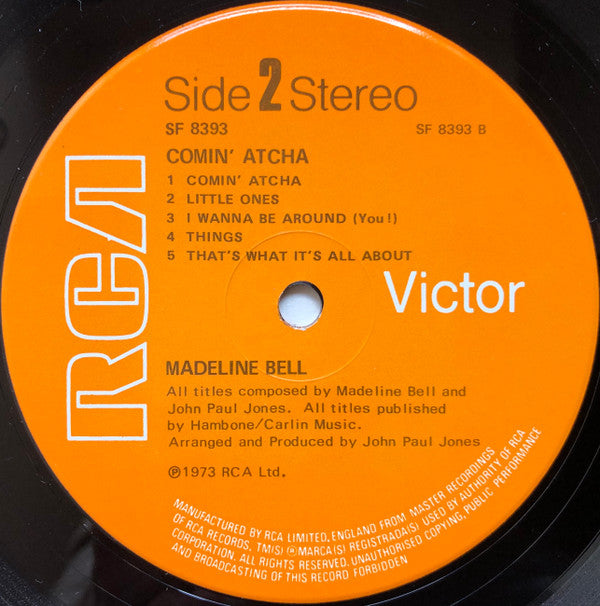 Side 2 Stereo
SF 8393 SF 8393 B
COMIN' ATCHA
1 COMIN' ATCHA
2 LITTLE ONES
3 I WANNA BE AROUND (You!)
4 THINGS
5 THAT'S WHAT IT'S ALL ABOUT
RCA
Victor
MADELINE BELL
All titles composed by Madeline Bell and
John Paul Jones. All titles published
by Hambone/Carlin Music.
Arranged and Produced by John Paul Jones
℗1973 RCA Ltd.
MANUFACTURED BY RCA LIMITED, ENGLAND FROM MASTER RECORDINGS
OF RCA RECORDS, TM(S) ® MARCA(S) REGISTRADA(S) USED BY AUTHORITY OF RCA
CORPORATION. ALL RIGHTS RESERVED. UNAUTHORISED COPYING, PUBLIC PERFORMANCE
AND BROADCASTING OF THIS RECORD FORBIDDEN